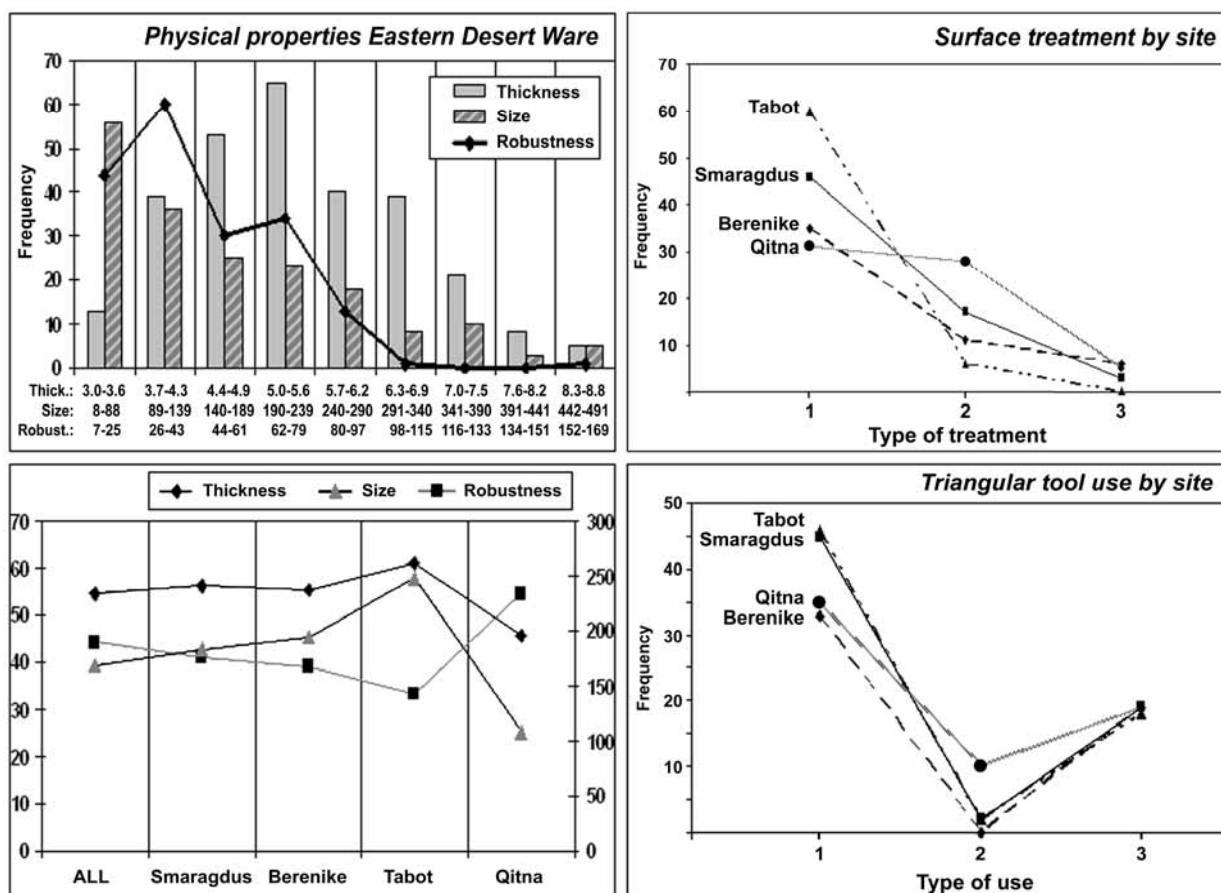 Physical properties Eastern Desert Ware
70
60
50
40
30
20
10
0
Frequency
Thickness
Size
Robustness
Thick.: 3.0-3.6 3.7-4.3 4.4-4.9 5.0-5.6 5.7-6.2 6.3-6.9 7.0-7.5 7.6-8.2 8.3-8.8
Size: 8-88 89-139 140-189 190-239 240-290 291-340 341-390 391-441 442-491
Robust.: 7-25 26-43 44-61 62-79 80-97 98-115 116-133 134-151 152-169
Surface treatment by site
70
60
50
40
30
20
10
Frequency
Tabot
Smaragdus
Berenike
Qitna
1 2 3
Type of treatment
Thickness Size Robustness
70
60
50
40
30
20
10
0
300
250
200
150
100
50
0
ALL Smaragdus Berenike Tabot Qitna
Triangular tool use by site
50
40
30
20
10
Frequency
Tabot
Smaragdus
Qitna
Berenike
1 2 3
Type of use